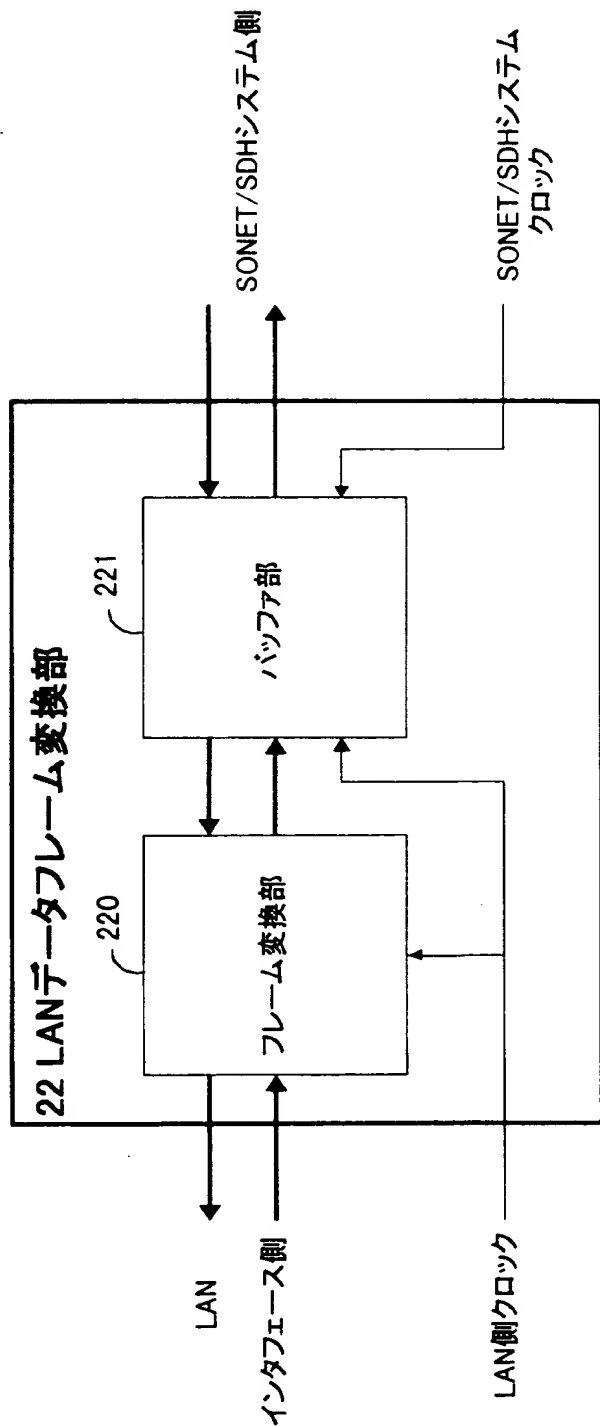 22 LANデータフレーム変換部
LAN
インタフェース側
220
フレーム変換部
221
バッファ部
SONET/SDHシステム側
LAN側クロック
SONET/SDHシステム
クロック